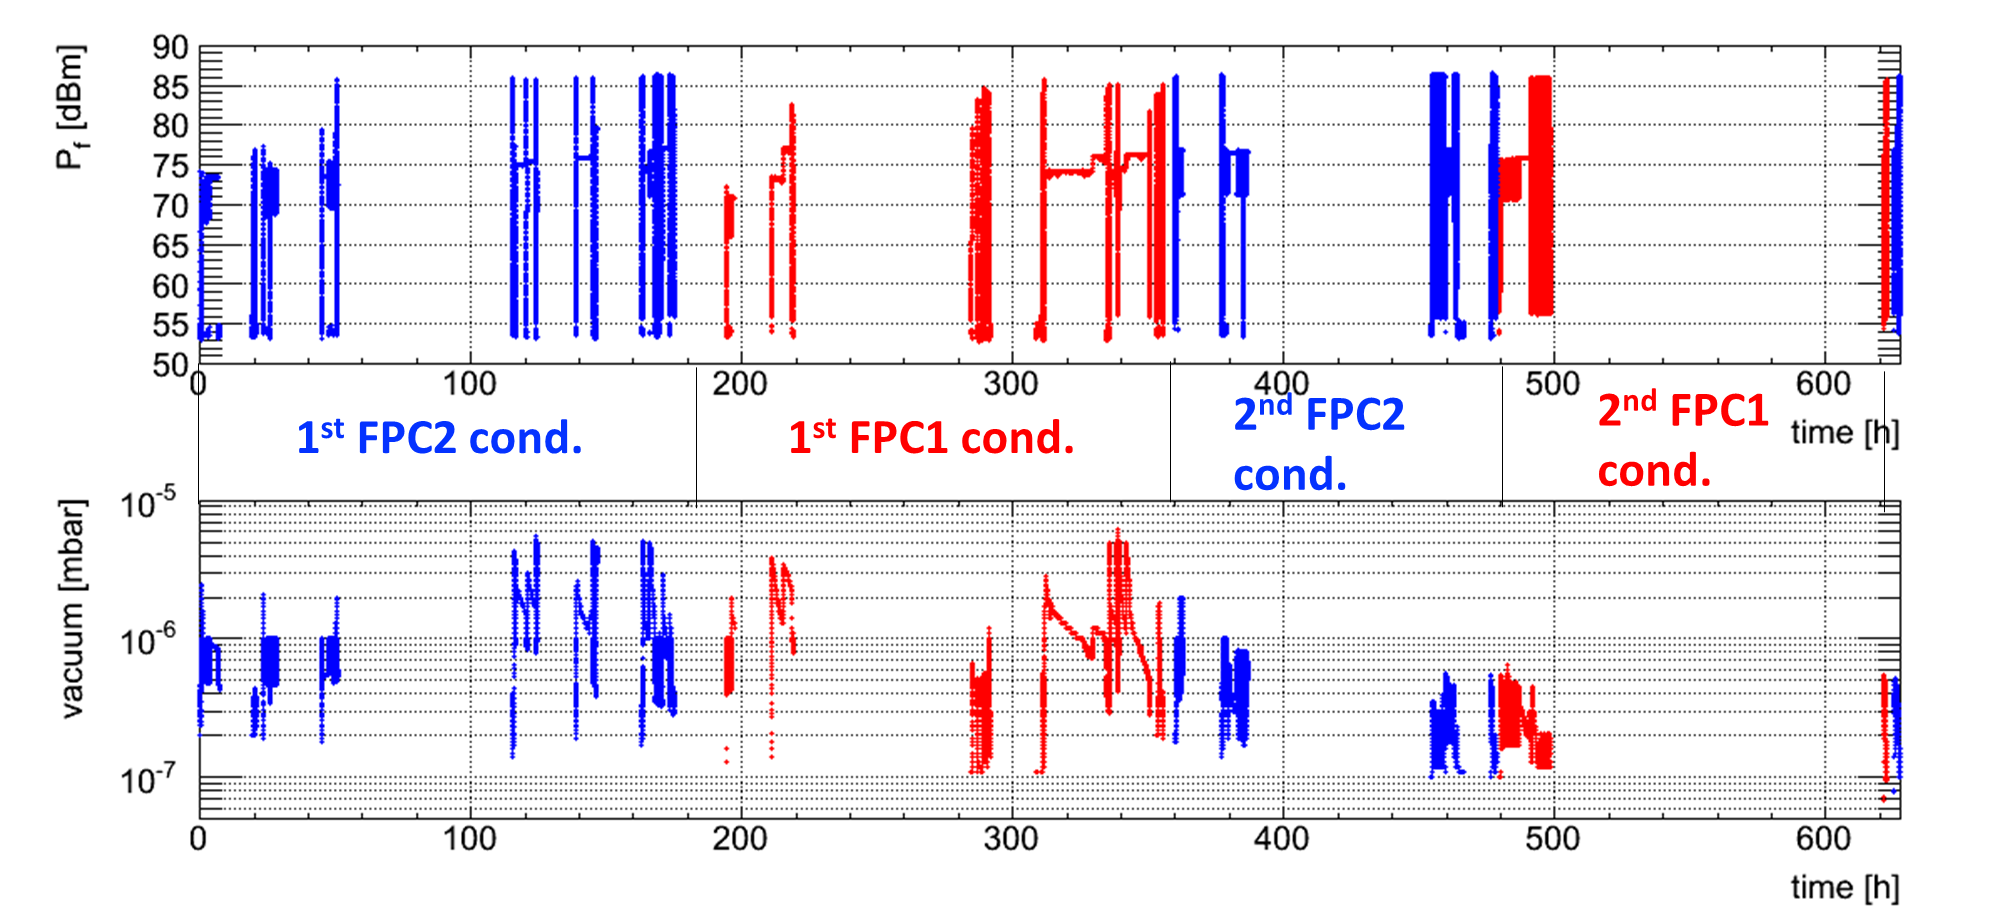 90
85
80
75
70
65
60
55
50
P_f [dBm]
0 100 200 300 400 500 600
time [h]
1st FPC2 cond.
1st FPC1 cond.
2nd FPC2
cond.
2nd FPC1
cond.
10^-5
10^-6
10^-7
vacuum [mbar]
0 100 200 300 400 500 600
time [h]